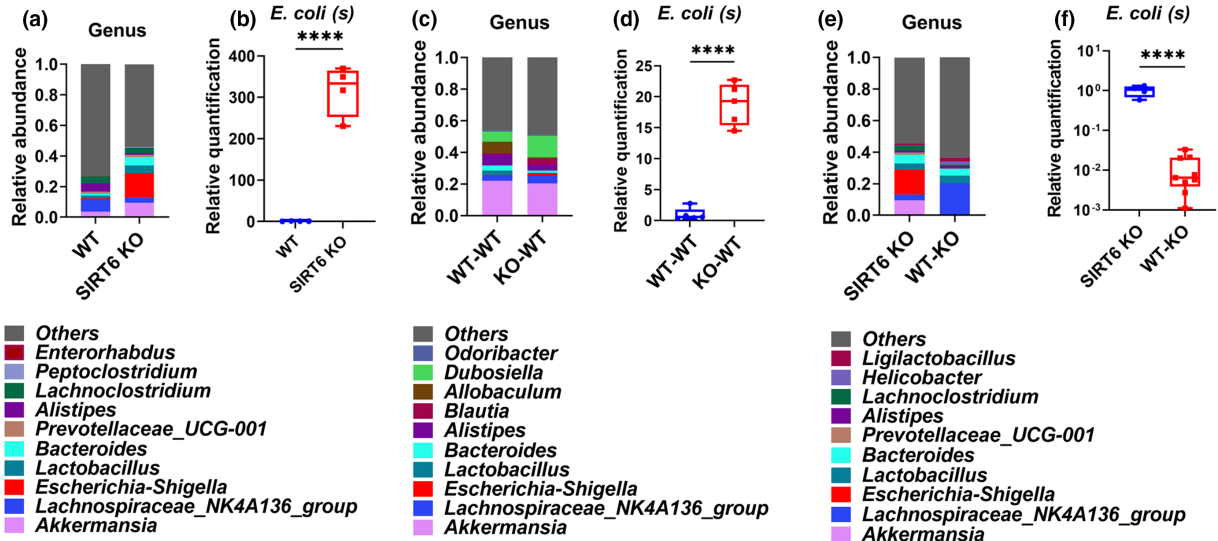 (a)
Genus
Relative abundance
1.0
0.8
0.6
0.4
0.2
0.0
WT
SIRT6 KO
Others
Enterorhabdus
Peptoclostridium
Lachnoclostridium
Alistipes
Prevotellaceae_UCG-001
Bacteroides
Lactobacillus
Escherichia-Shigella
Lachnospiraceae_NK4A136_group
Akkermansia
(b)
E. coli (s)
Relative quantification
****
400
300
200
100
0
WT
SIRT6 KO
(c)
Genus
Relative abundance
1.0
0.8
0.6
0.4
0.2
0.0
WT-WT
KO-WT
Others
Odoribacter
Dubosiella
Allobaculum
Blautia
Alistipes
Bacteroides
Lactobacillus
Escherichia-Shigella
Lachnospiraceae_NK4A136_group
Akkermansia
(d)
E. coli (s)
Relative quantification
****
25
20
15
10
5
0
WT-WT
KO-WT
(e)
Genus
Relative abundance
1.0
0.8
0.6
0.4
0.2
0.0
SIRT6 KO
WT-KO
Others
Ligilactobacillus
Helicobacter
Lachnoclostridium
Alistipes
Prevotellaceae_UCG-001
Bacteroides
Lactobacillus
Escherichia-Shigella
Lachnospiraceae_NK4A136_group
Akkermansia
(f)
E. coli (s)
Relative quantification
****
10¹
10⁰
10⁻¹
10⁻²
10⁻³
SIRT6 KO
WT-KO